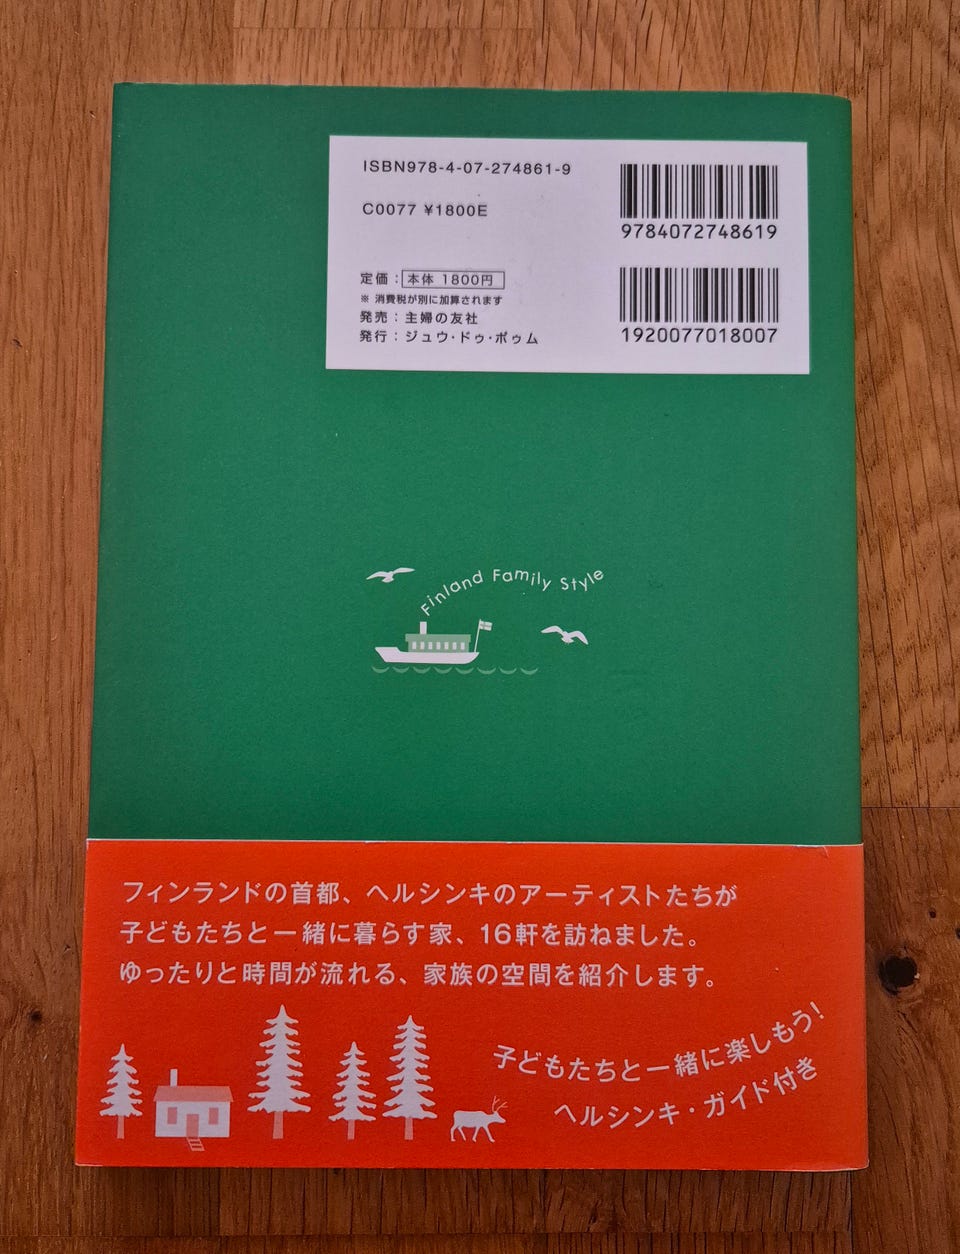 ISBN978-4-07-274861-9
C0077 ¥1800E
9784072748619
定価：本体 1800円
※ 消費税が別に加算されます
発売：主婦の友社
発行：ジュウ・ドゥ・ポゥム
1920077018007
Finland Family Style
フィンランドの首都、ヘルシンキのアーティストたちが
子どもたちと一緒に暮らす家、16軒を訪ねました。
ゆったりと時間が流れる、家族の空間を紹介します。
子どもたちと一緒に楽しもう！
ヘルシンキ・ガイド付き